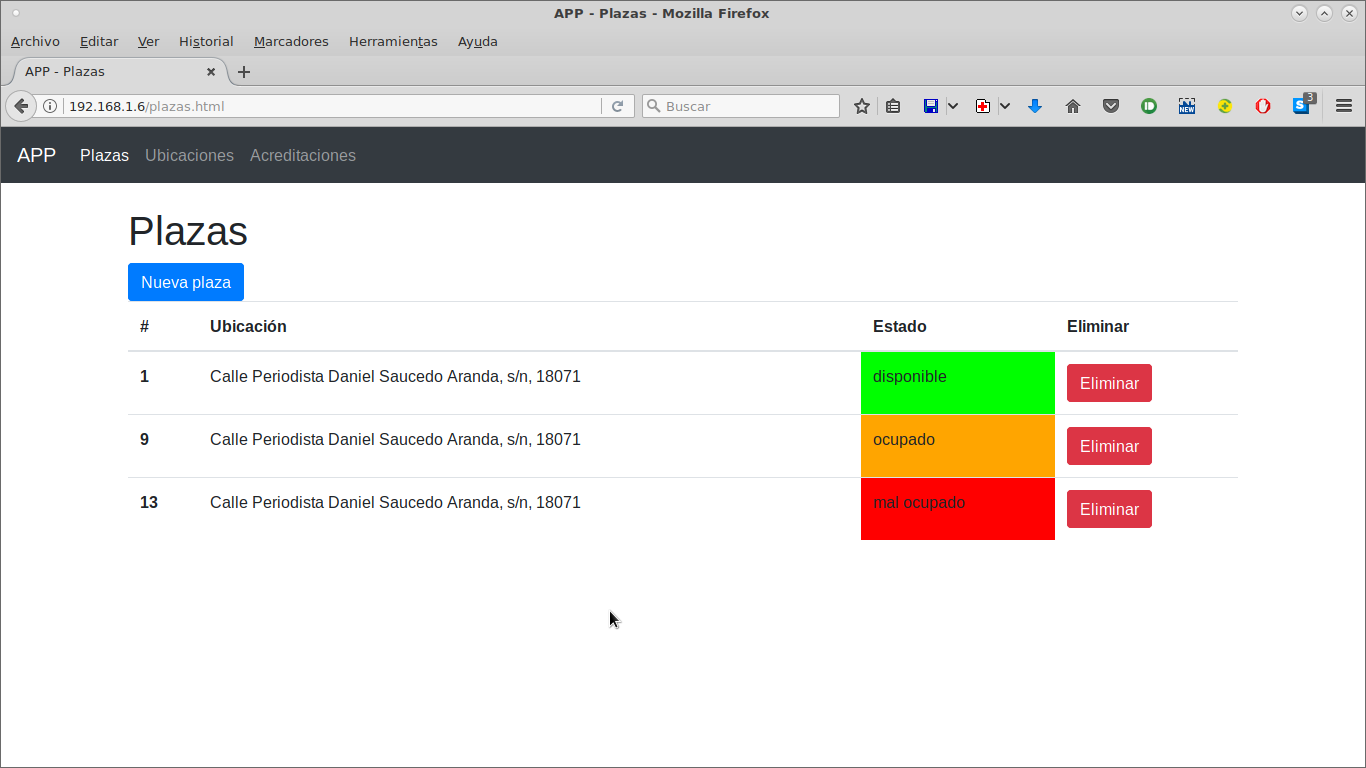 APP - Plazas - Mozilla Firefox
Archivo Editar Ver Historial Marcadores Herramientas Ayuda
APP - Plazas
192.168.1.6/plazas.html
Buscar
NEW
S
3
APP Plazas Ubicaciones Acreditaciones
Plazas
Nueva plaza
# Ubicación Estado Eliminar
1 Calle Periodista Daniel Saucedo Aranda, s/n, 18071 disponible Eliminar
9 Calle Periodista Daniel Saucedo Aranda, s/n, 18071 ocupado Eliminar
13 Calle Periodista Daniel Saucedo Aranda, s/n, 18071 mal ocupado Eliminar